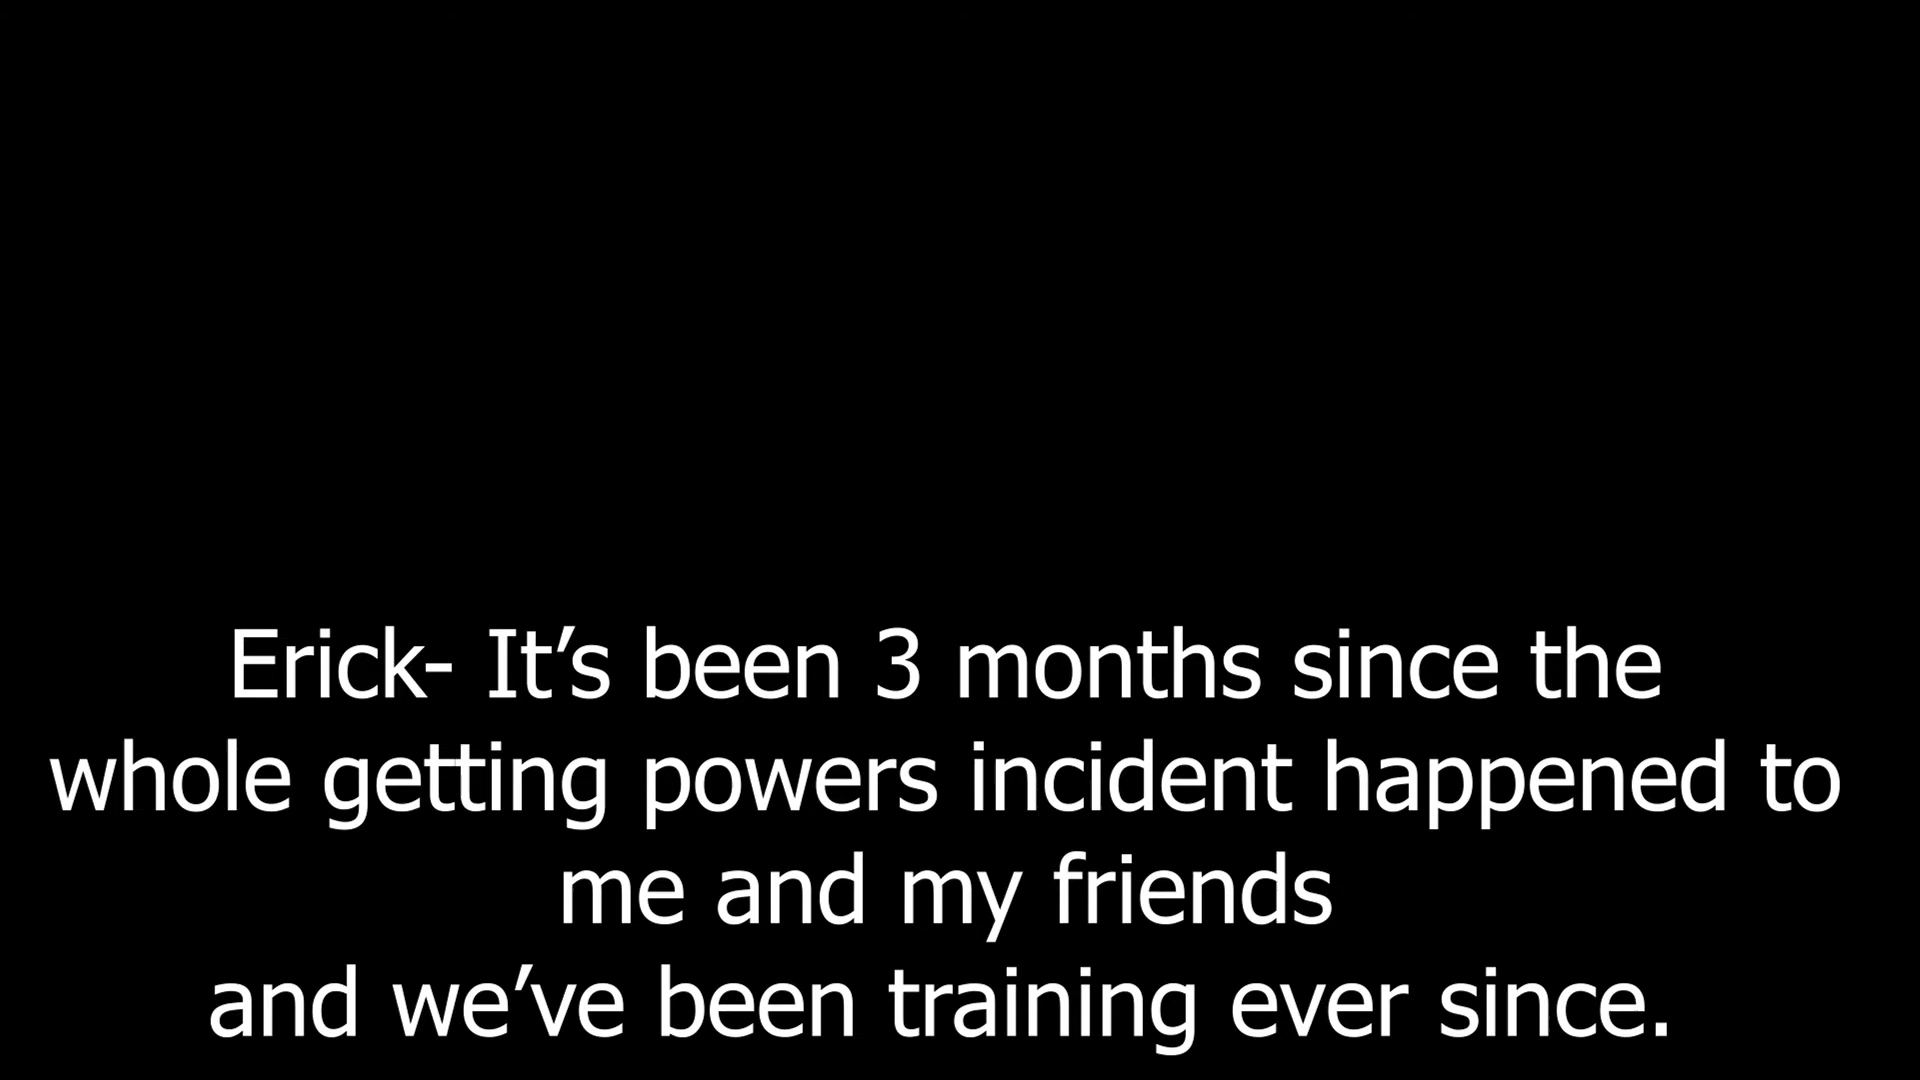 Erick- It’s been 3 months since the
whole getting powers incident happened to
me and my friends
and we’ve been training ever since.